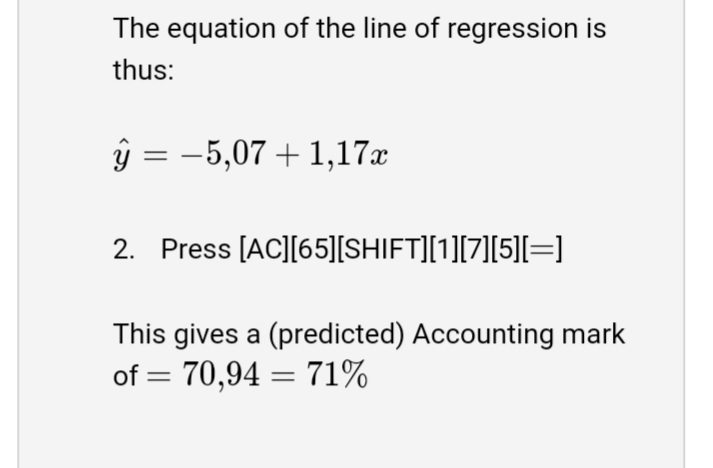 The equation of the line of regression is
thus:
ŷ = −5,07 + 1,17x
2. Press [AC][65][SHIFT][1][7][5][=]
This gives a (predicted) Accounting mark
of = 70,94 = 71%